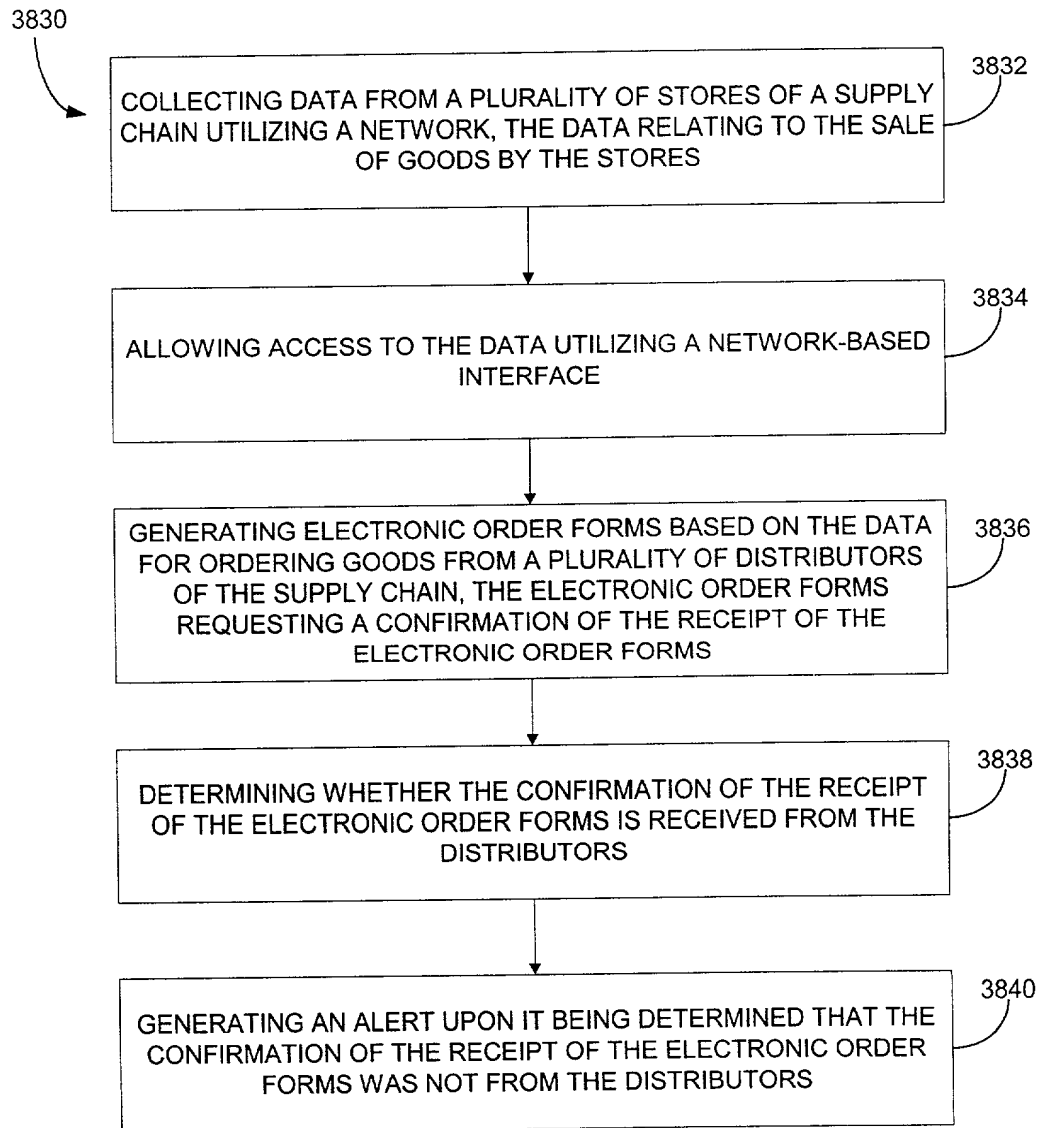 3830
3832
COLLECTING DATA FROM A PLURALITY OF STORES OF A SUPPLY
CHAIN UTILIZING A NETWORK, THE DATA RELATING TO THE SALE
OF GOODS BY THE STORES
3834
ALLOWING ACCESS TO THE DATA UTILIZING A NETWORK-BASED
INTERFACE
3836
GENERATING ELECTRONIC ORDER FORMS BASED ON THE DATA
FOR ORDERING GOODS FROM A PLURALITY OF DISTRIBUTORS
OF THE SUPPLY CHAIN, THE ELECTRONIC ORDER FORMS
REQUESTING A CONFIRMATION OF THE RECEIPT OF THE
ELECTRONIC ORDER FORMS
3838
DETERMINING WHETHER THE CONFIRMATION OF THE RECEIPT
OF THE ELECTRONIC ORDER FORMS IS RECEIVED FROM THE
DISTRIBUTORS
3840
GENERATING AN ALERT UPON IT BEING DETERMINED THAT THE
CONFIRMATION OF THE RECEIPT OF THE ELECTRONIC ORDER
FORMS WAS NOT FROM THE DISTRIBUTORS